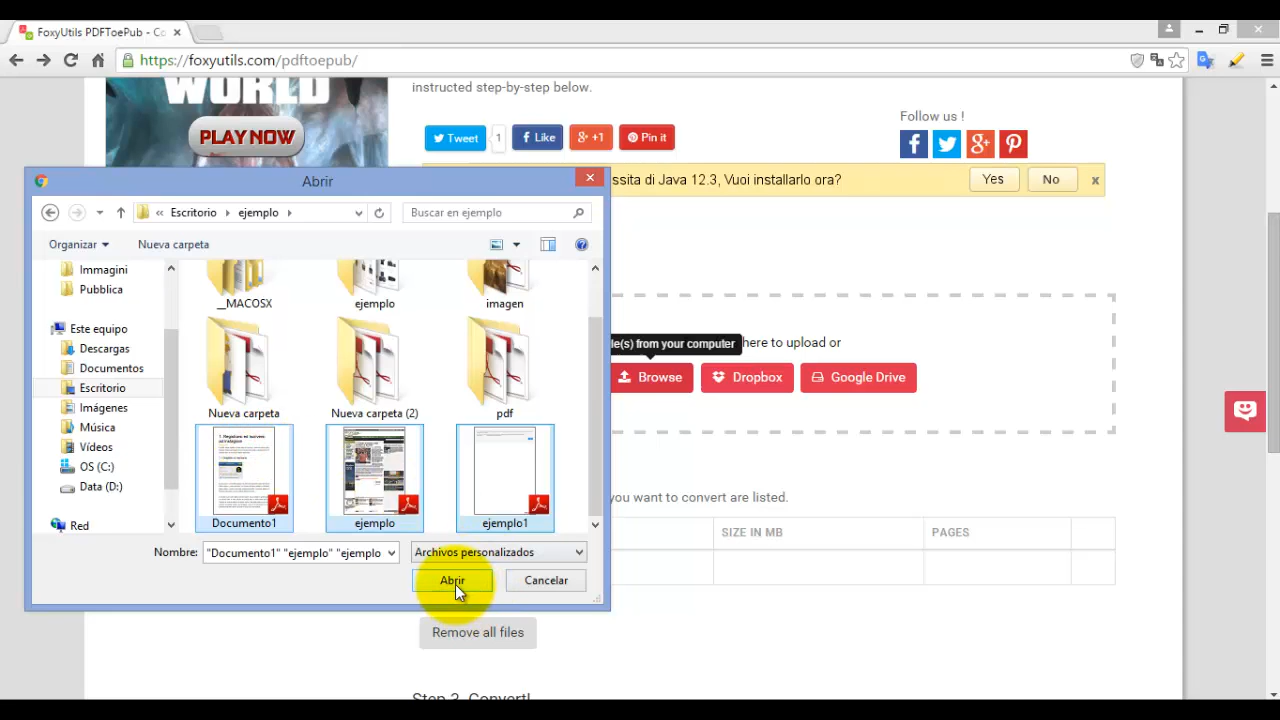 FoxyUtils PDFToePub - Co
https://foxyutils.com/pdftoepub/
WORLD
PLAY NOW
instructed step-by-step below.
Tweet
1
Like
+1
Pin it
Follow us !
ssita di Java 12.3, Vuoi installarlo ora?
Yes
No
x
Abrir
« Escritorio ejemplo
Buscar en ejemplo
Organizar
Nueva carpeta
Immagini
Pubblica
Este equipo
Descargas
Documentos
Escritorio
Imágenes
Música
Vídeos
OS (C:)
Data (D:)
Red
__MACOSX
ejemplo
imagen
Nueva carpeta
Nueva carpeta (2)
pdf
Documento1
ejemplo
ejemplo1
Nombre:
"Documento1" "ejemplo" "ejemplo
Archivos personalizados
Abrir
Cancelar
le(s) from your computer
here to upload or
Browse
Dropbox
Google Drive
you want to convert are listed.
SIZE IN MB
PAGES
Remove all files
Step 3. Convert!